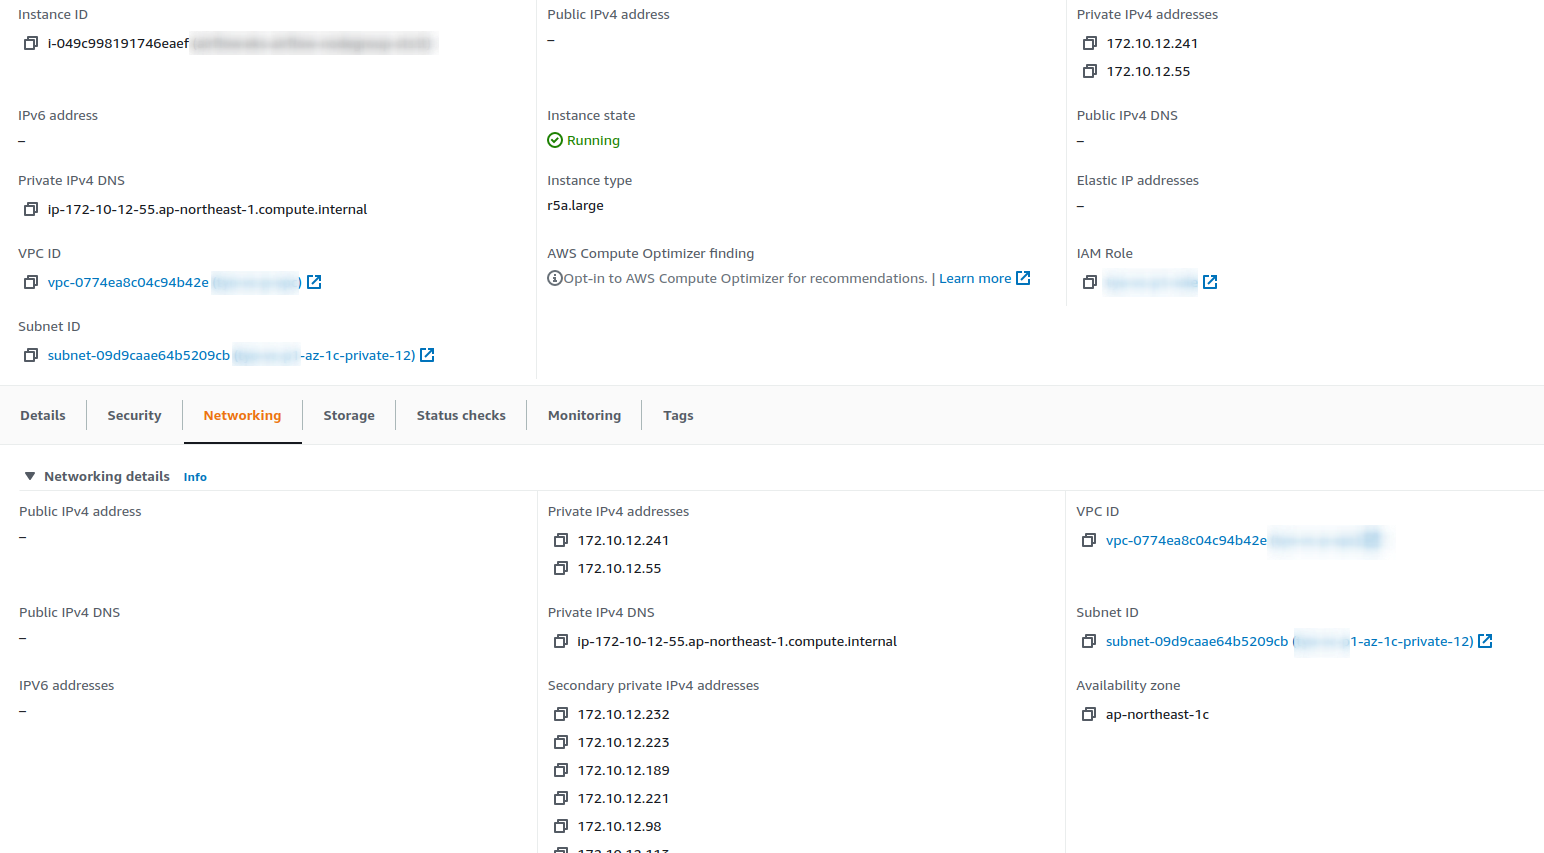 Instance ID
i-049c998191746eaef
Public IPv4 address
–
Private IPv4 addresses
172.10.12.241
172.10.12.55
IPv6 address
–
Instance state
Running
Public IPv4 DNS
–
Private IPv4 DNS
ip-172-10-12-55.ap-northeast-1.compute.internal
Instance type
r5a.large
Elastic IP addresses
–
VPC ID
vpc-0774ea8c04c94b42e )
AWS Compute Optimizer finding
Opt-in to AWS Compute Optimizer for recommendations. | Learn more
IAM Role
Subnet ID
subnet-09d9caae64b5209cb -az-1c-private-12)
Details Security Networking Storage Status checks Monitoring Tags
Networking details Info
Public IPv4 address
–
Private IPv4 addresses
172.10.12.241
172.10.12.55
VPC ID
vpc-0774ea8c04c94b42e
Public IPv4 DNS
–
Private IPv4 DNS
ip-172-10-12-55.ap-northeast-1.compute.internal
Subnet ID
subnet-09d9caae64b5209cb ( 1-az-1c-private-12)
IPV6 addresses
–
Secondary private IPv4 addresses
172.10.12.232
172.10.12.223
172.10.12.189
172.10.12.221
172.10.12.98
Availability zone
ap-northeast-1c